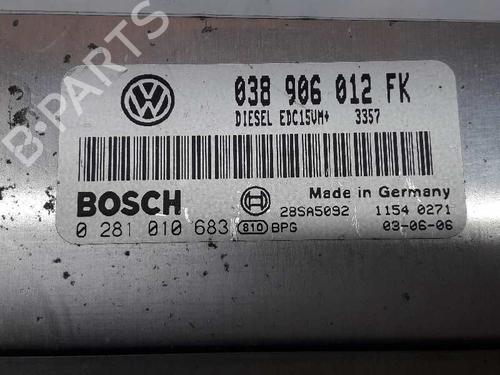 038 906 012 FK
DIESEL EDC15VM+ 3357
BOSCH
Made in Germany
28SA5092 1154 0271
0 281 010 683 810 BPG 03-06-06
B PARTS